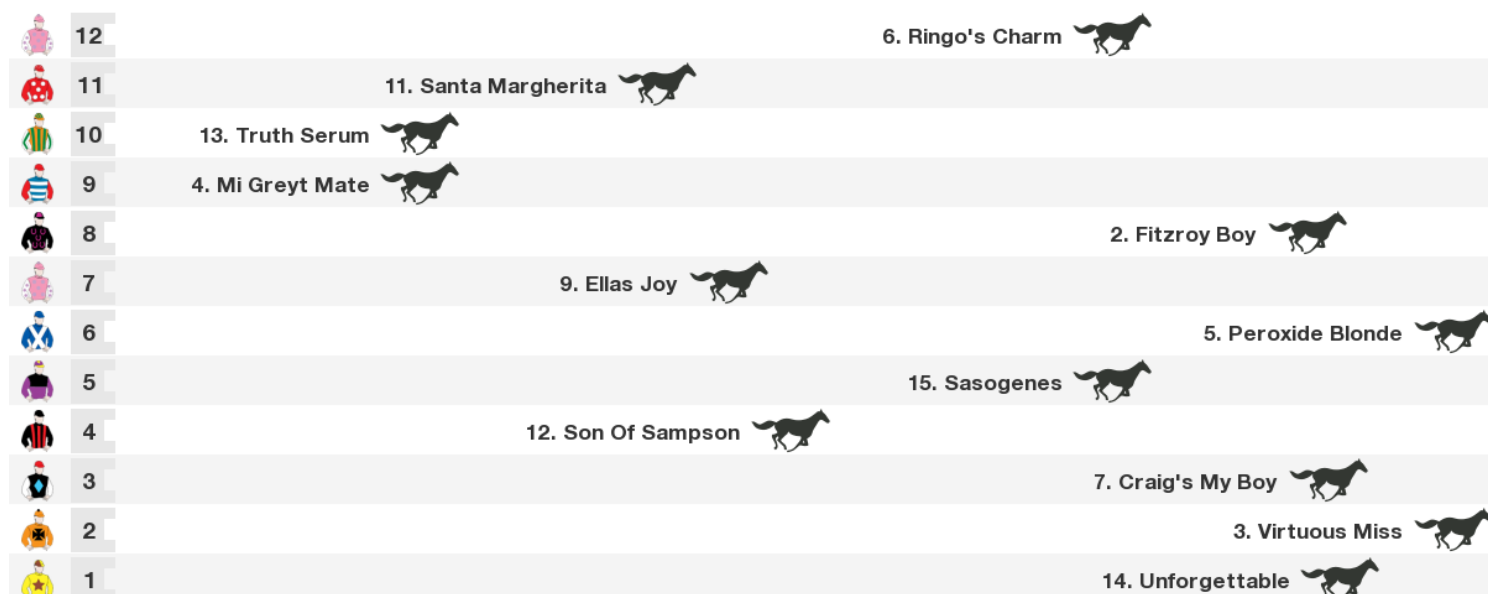 12 6. Ringo's Charm
11 11. Santa Margherita
10 13. Truth Serum
9 4. Mi Greyt Mate
8 2. Fitzroy Boy
7 9. Ellas Joy
6 5. Peroxide Blonde
5 15. Sasogenes
4 12. Son Of Sampson
3 7. Craig's My Boy
2 3. Virtuous Miss
1 14. Unforgettable